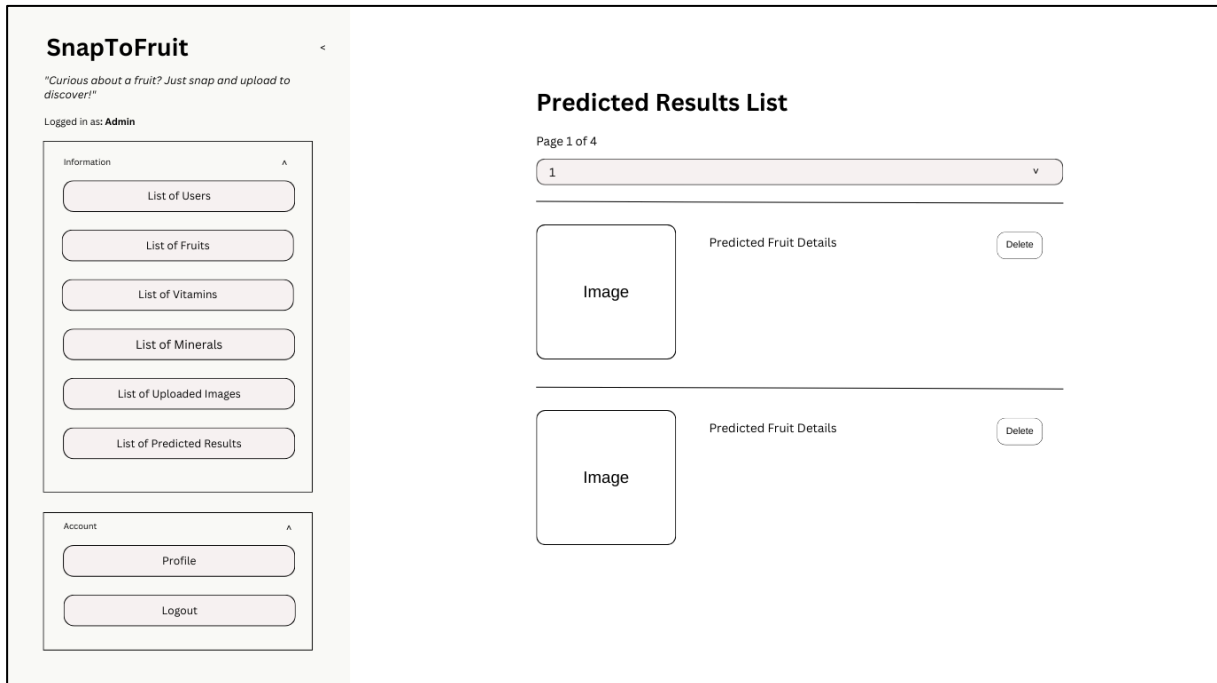 SnapToFruit
<
"Curious about a fruit? Just snap and upload to
discover!"
Logged in as: Admin
Information
^
List of Users
List of Fruits
List of Vitamins
List of Minerals
List of Uploaded Images
List of Predicted Results
Account
^
Profile
Logout
Predicted Results List
Page 1 of 4
1
v
Image
Predicted Fruit Details
Delete
Image
Predicted Fruit Details
Delete